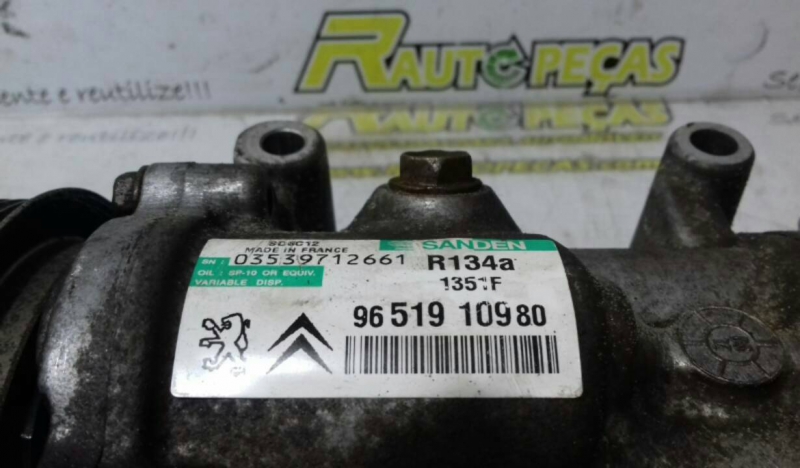 RAUTOPEÇAS
ente e reutilize!!!
SD6C12
MADE IN FRANCE
SANDEN
SN: 03539712661
R134a
OIL : SP-10 OR EQUIV.
VARIABLE DISP.
1351F
96 519 109 80